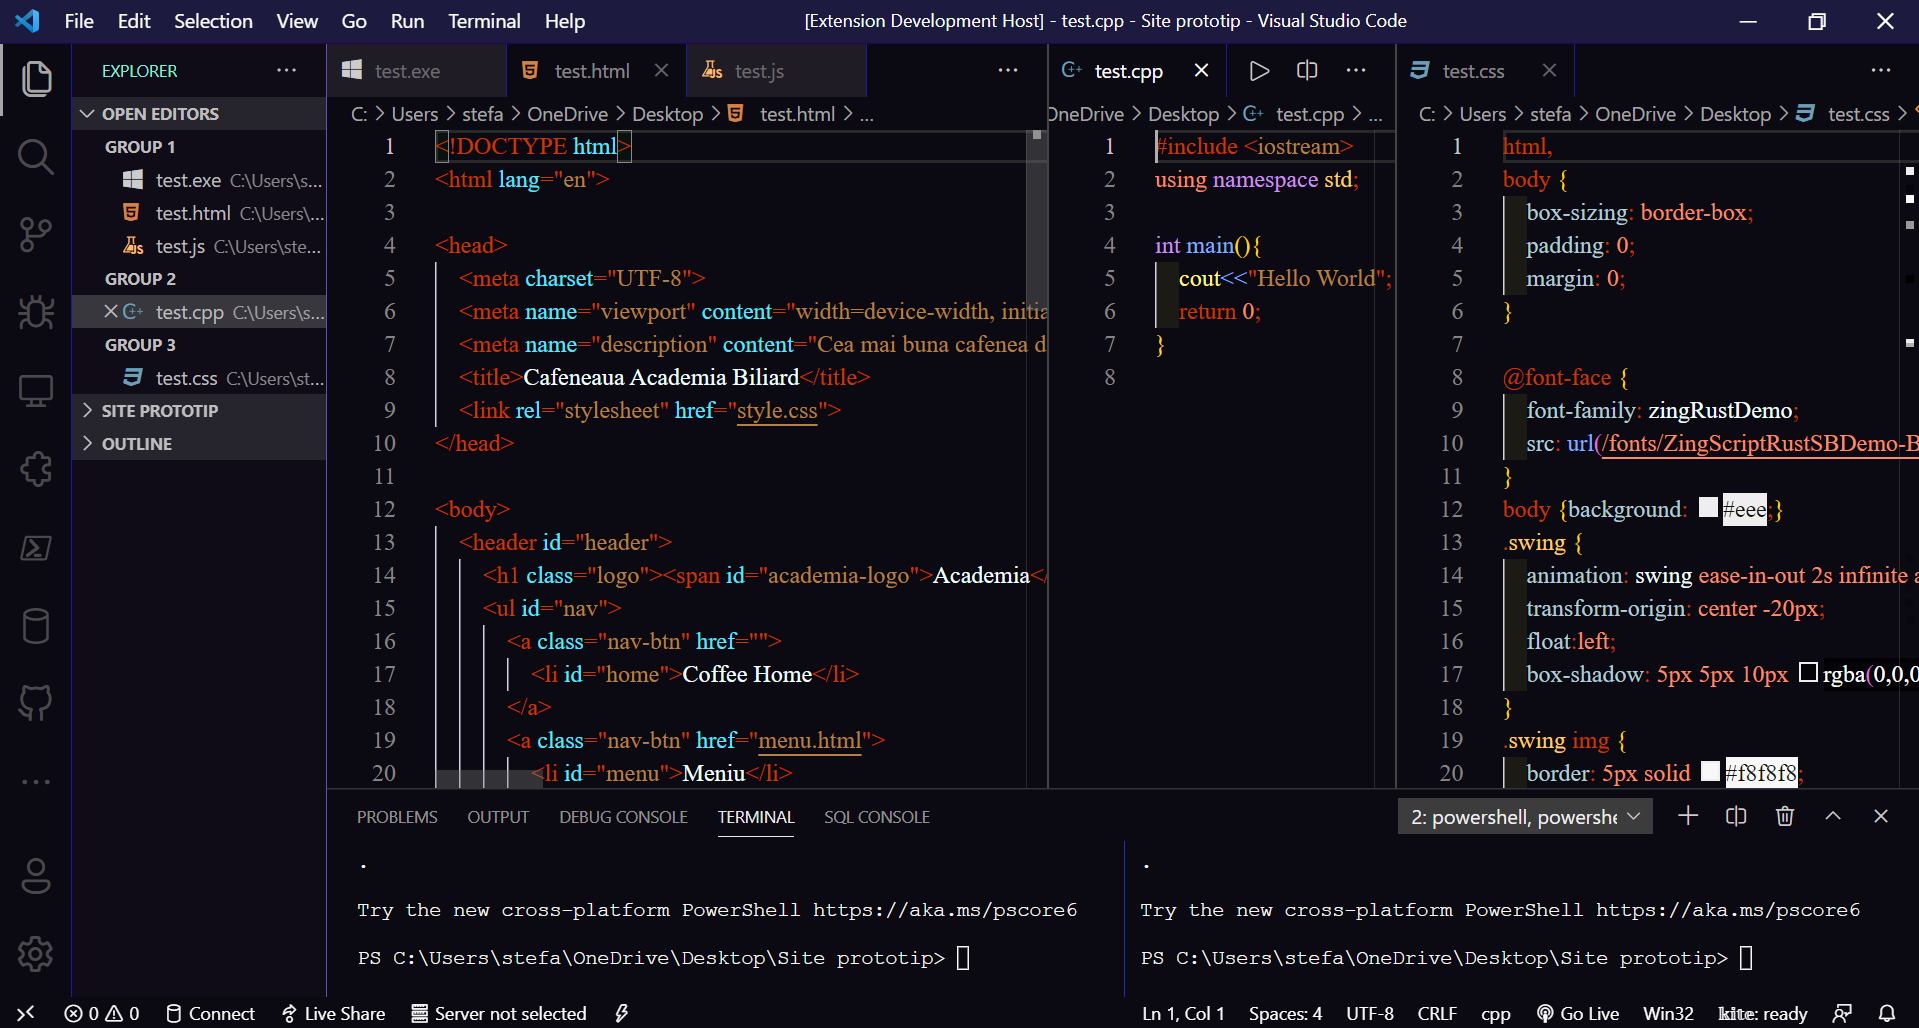 File Edit Selection View Go Run Terminal Help
[Extension Development Host] - test.cpp - Site prototip - Visual Studio Code
EXPLORER
OPEN EDITORS
GROUP 1
test.exe C:\Users\s...
test.html C:\Users\...
test.js C:\Users\ste...
GROUP 2
test.cpp C:\Users\s...
GROUP 3
test.css C:\Users\st...
SITE PROTOTIP
OUTLINE
test.exe test.html test.js
C: > Users > stefa > OneDrive > Desktop > test.html > ...
1 <!DOCTYPE html>
2 <html lang="en">
3
4 <head>
5 <meta charset="UTF-8">
6 <meta name="viewport" content="width=device-width, initia
7 <meta name="description" content="Cea mai buna cafenea d
8 <title>Cafeneaua Academia Biliard</title>
9 <link rel="stylesheet" href="style.css">
10 </head>
11
12 <body>
13 <header id="header">
14 <h1 class="logo"><span id="academia-logo">Academia</
15 <ul id="nav">
16 <a class="nav-btn" href="">
17 <li id="home">Coffee Home</li>
18 </a>
19 <a class="nav-btn" href="menu.html">
20 <li id="menu">Meniu</li>
test.cpp
OneDrive > Desktop > test.cpp > ...
1 #include <iostream>
2 using namespace std;
3
4 int main(){
5 cout<<"Hello World";
6 return 0;
7 }
8
test.css
C: > Users > stefa > OneDrive > Desktop > test.css >
1 html,
2 body {
3 box-sizing: border-box;
4 padding: 0;
5 margin: 0;
6 }
7
8 @font-face {
9 font-family: zingRustDemo;
10 src: url(/fonts/ZingScriptRustSBDemo-B
11 }
12 body {background: #eee;}
13 .swing {
14 animation: swing ease-in-out 2s infinite a
15 transform-origin: center -20px;
16 float:left;
17 box-shadow: 5px 5px 10px rgba(0,0,0
18 }
19 .swing img {
20 border: 5px solid #f8f8f8;
PROBLEMS OUTPUT DEBUG CONSOLE TERMINAL SQL CONSOLE
2: powershell, powershe
.
Try the new cross-platform PowerShell https://aka.ms/pscore6
PS C:\Users\stefa\OneDrive\Desktop\Site prototip>
.
Try the new cross-platform PowerShell https://aka.ms/pscore6
PS C:\Users\stefa\OneDrive\Desktop\Site prototip>
0 0 Connect Live Share Server not selected
Ln 1, Col 1 Spaces: 4 UTF-8 CRLF cpp Go Live Win32 kite: ready